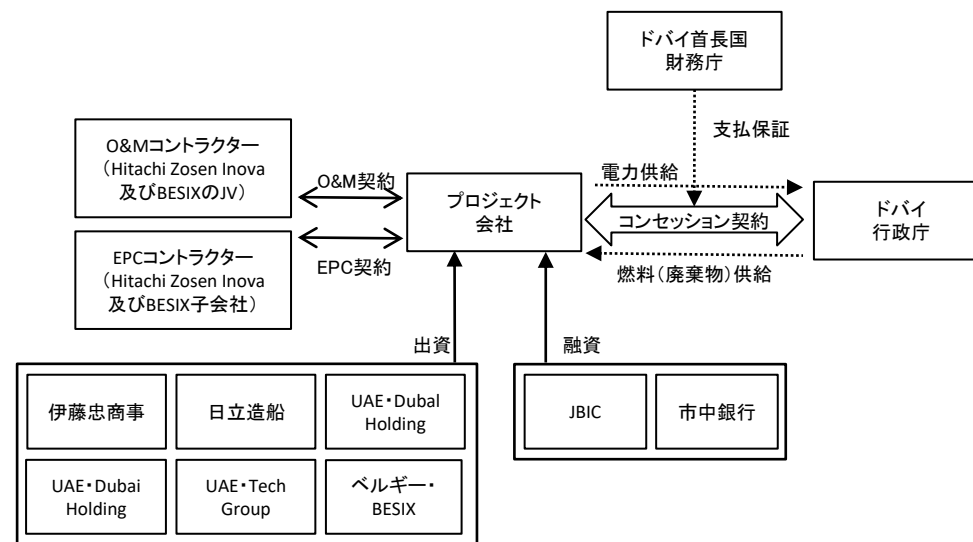 ドバイ首長国
財務庁
支払保証
O&Mコントラクター
(Hitachi Zosen Inova
及びBESIXのJV)
O&M契約
プロジェクト
会社
電力供給
コンセッション契約
燃料(廃棄物)供給
ドバイ
行政庁
EPCコントラクター
(Hitachi Zosen Inova
及びBESIX子会社)
EPC契約
出資
融資
伊藤忠商事
日立造船
UAE・Dubal
Holding
UAE・Dubai
Holding
UAE・Tech
Group
ベルギー・
BESIX
JBIC
市中銀行